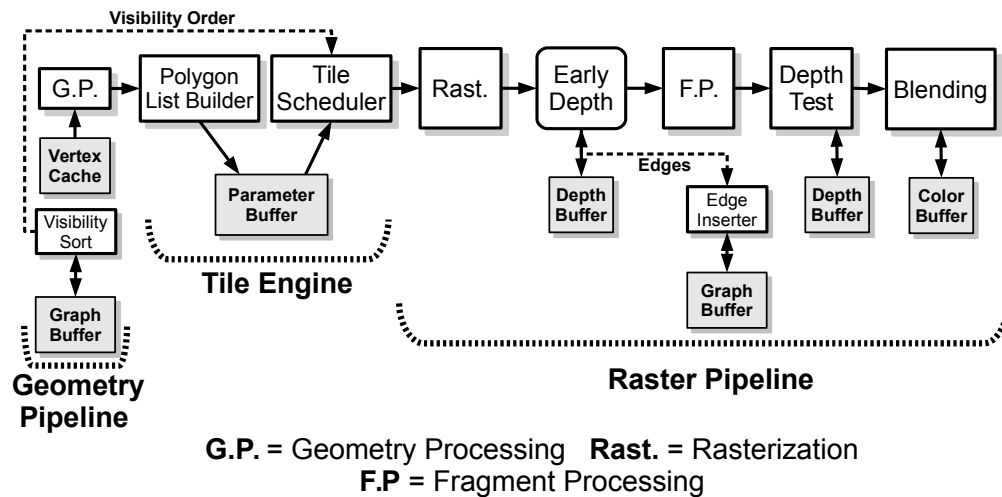 Visibility Order
G.P.
Polygon
List Builder
Tile
Scheduler
Rast.
Early
Depth
F.P.
Depth
Test
Blending
Vertex
Cache
Parameter
Buffer
Edges
Depth
Buffer
Edge
Inserter
Depth
Buffer
Color
Buffer
Visibility
Sort
Graph
Buffer
Graph
Buffer
Tile Engine
Geometry
Pipeline
Raster Pipeline
G.P. = Geometry Processing Rast. = Rasterization
F.P = Fragment Processing